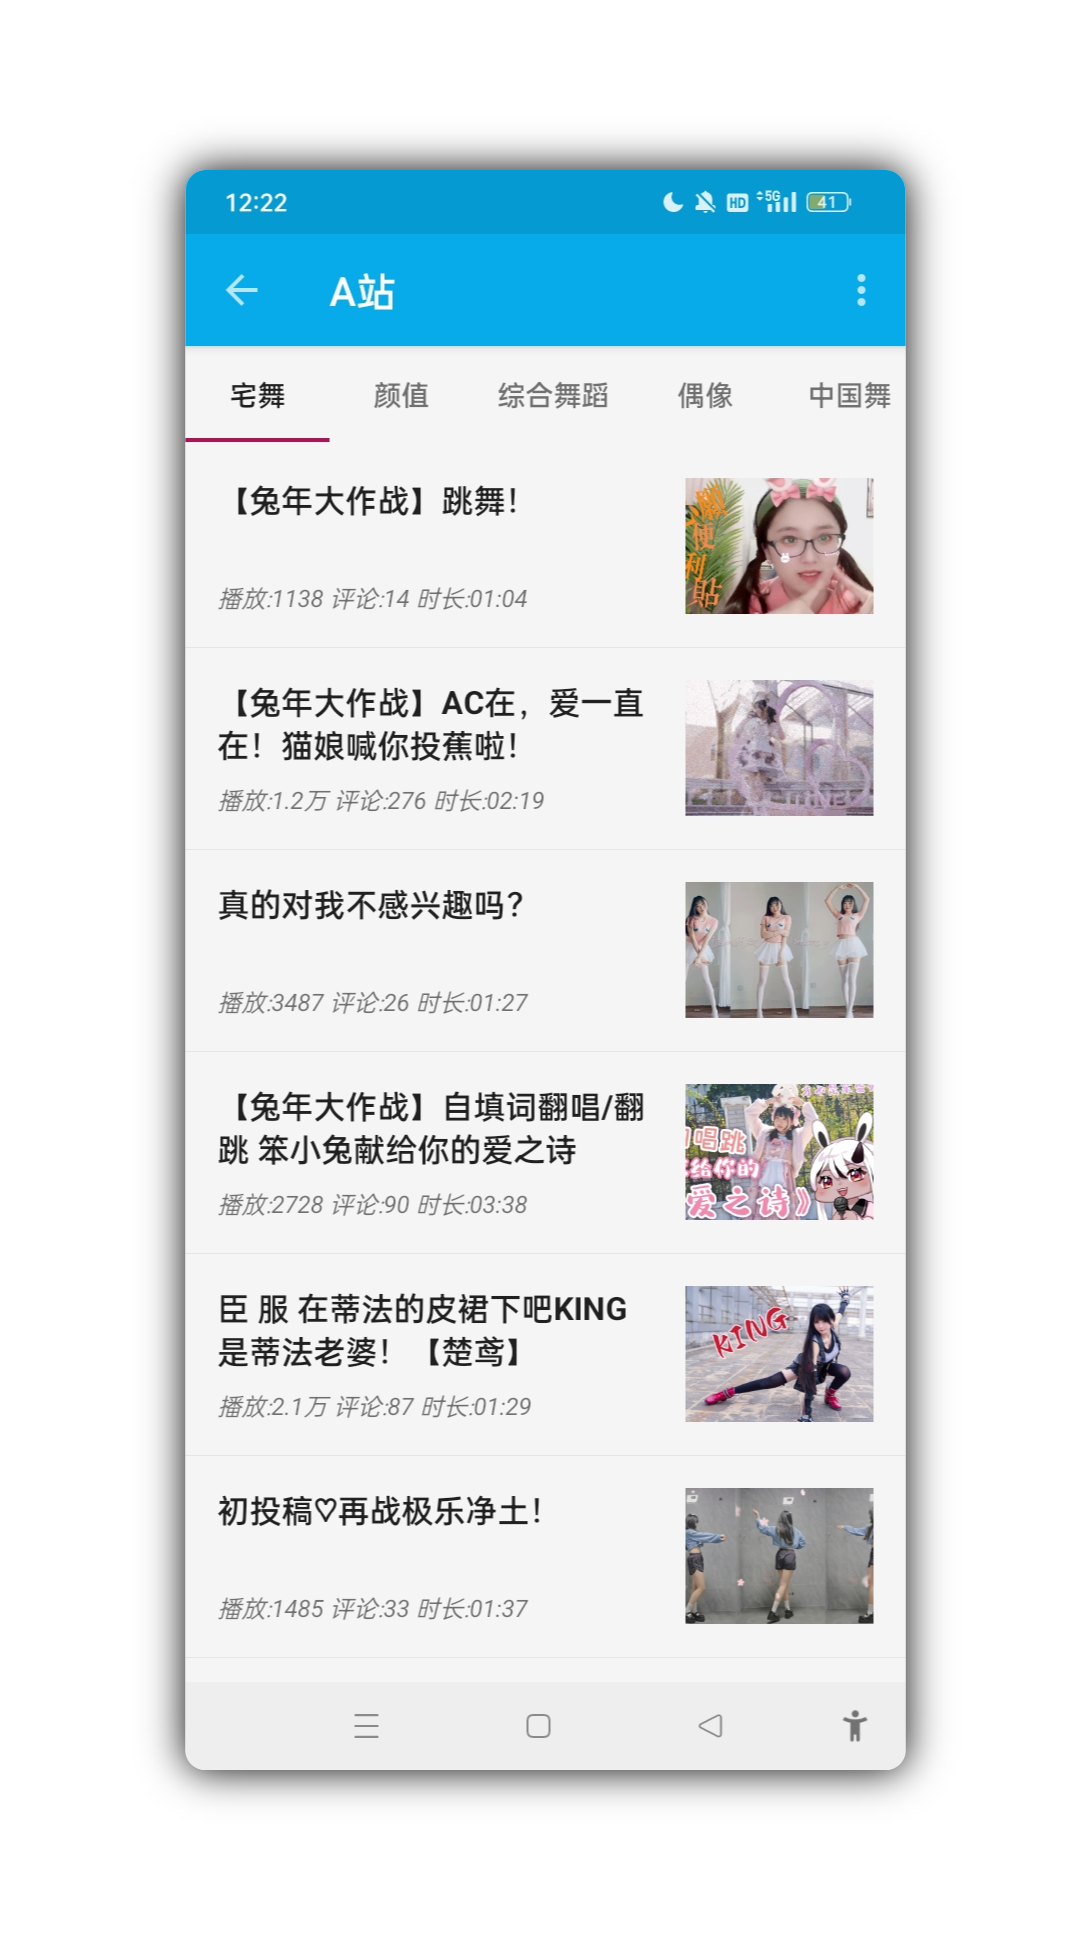 12:22
HD
5G
41
A站
宅舞
颜值
综合舞蹈
偶像
中国舞
【兔年大作战】跳舞！
播放:1138 评论:14 时长:01:04
便
利
貼
【兔年大作战】AC在，爱一直
在！猫娘喊你投蕉啦！
播放:1.2万 评论:276 时长:02:19
真的对我不感兴趣吗？
播放:3487 评论:26 时长:01:27
【兔年大作战】自填词翻唱/翻
跳 笨小兔献给你的爱之诗
播放:2728 评论:90 时长:03:38
唱跳
给你的
爱之诗》
臣 服 在蒂法的皮裙下吧KING
是蒂法老婆！【楚鸢】
播放:2.1万 评论:87 时长:01:29
KING
初投稿♡再战极乐净土！
播放:1485 评论:33 时长:01:37